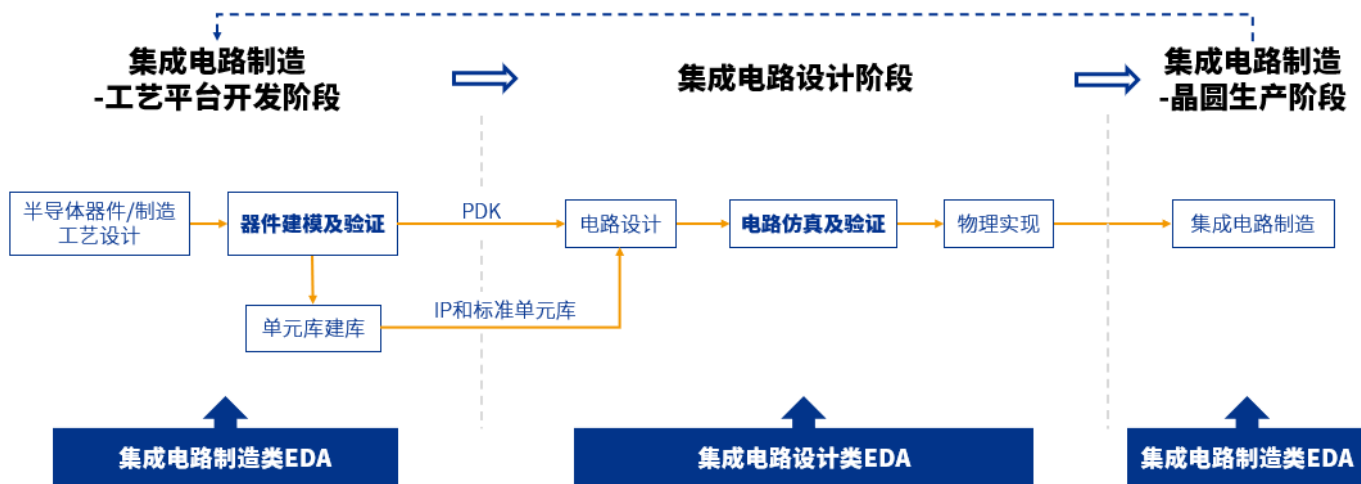 集成电路制造
-工艺平台开发阶段
集成电路设计阶段
集成电路制造
-晶圆生产阶段
半导体器件/制造
工艺设计
器件建模及验证
PDK
电路设计
电路仿真及验证
物理实现
集成电路制造
单元库建库
IP和标准单元库
集成电路制造类EDA
集成电路设计类EDA
集成电路制造类EDA